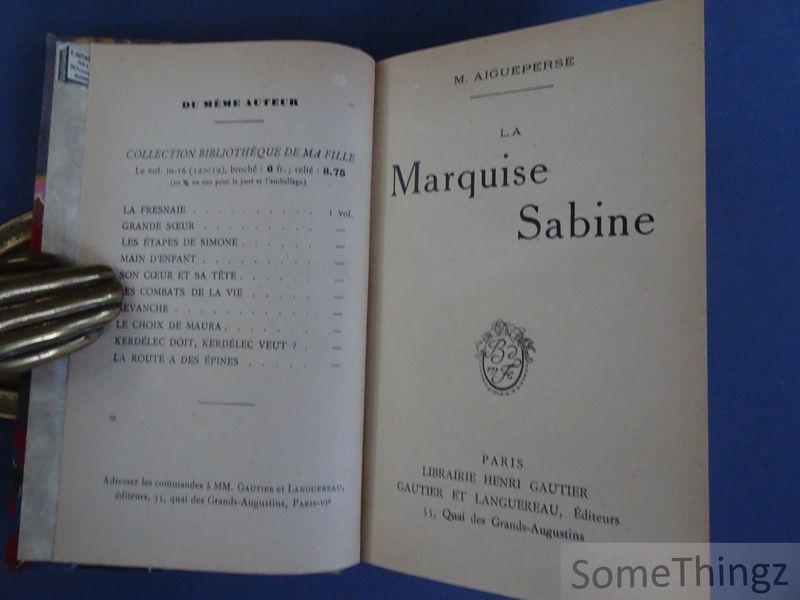 DU MÊME AUTEUR
COLLECTION BIBLIOTHÈQUE DE MA FILLE
Le vol. in-16 (12×19), broché : 6 fr. ; relié : 8.75
(10 % en sus pour le port et l'emballage)
LA FRESNAIE . . . . . . . . . . 1 vol.
GRANDE SŒUR . . . . . . . . . . —
LES ÉTAPES DE SIMONE . . . . . . —
MAIN D'ENFANT . . . . . . . . . —
SON CŒUR ET SA TÊTE . . . . . . —
ES COMBATS DE LA VIE . . . . . . —
EVANCHE . . . . . . . . . . . . —
LE CHOIX DE MAURA . . . . . . . —
KERDÉLEC DOIT, KERDÉLEC VEUT ? . —
LA ROUTE A DES ÉPINES . . . . . —
Adresser les commandes à MM. GAUTIER et LANGUEREAU,
éditeurs, 55, quai des Grands-Augustins, PARIS-VIe
M. AIGUEPERSE
LA
Marquise
Sabine
PARIS
LIBRAIRIE HENRI GAUTIER
GAUTIER ET LANGUEREAU, Éditeurs
55, Quai des Grands-Augustins
SomeThingz